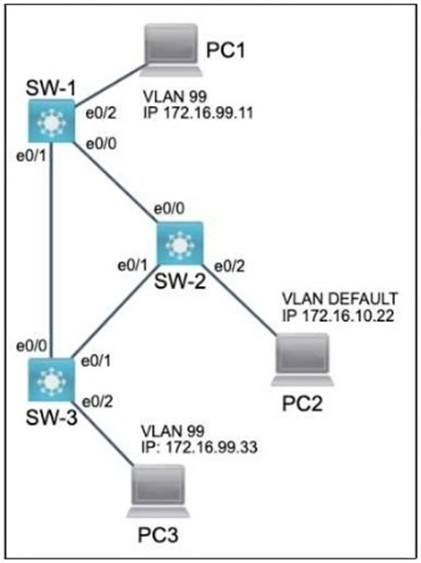 PC1
SW-1
e0/2
VLAN 99
IP 172.16.99.11
e0/1
e0/0
e0/0
e0/1
e0/2
SW-2
VLAN DEFAULT
IP 172.16.10.22
e0/0
e0/1
PC2
e0/2
SW-3
VLAN 99
IP: 172.16.99.33
PC3